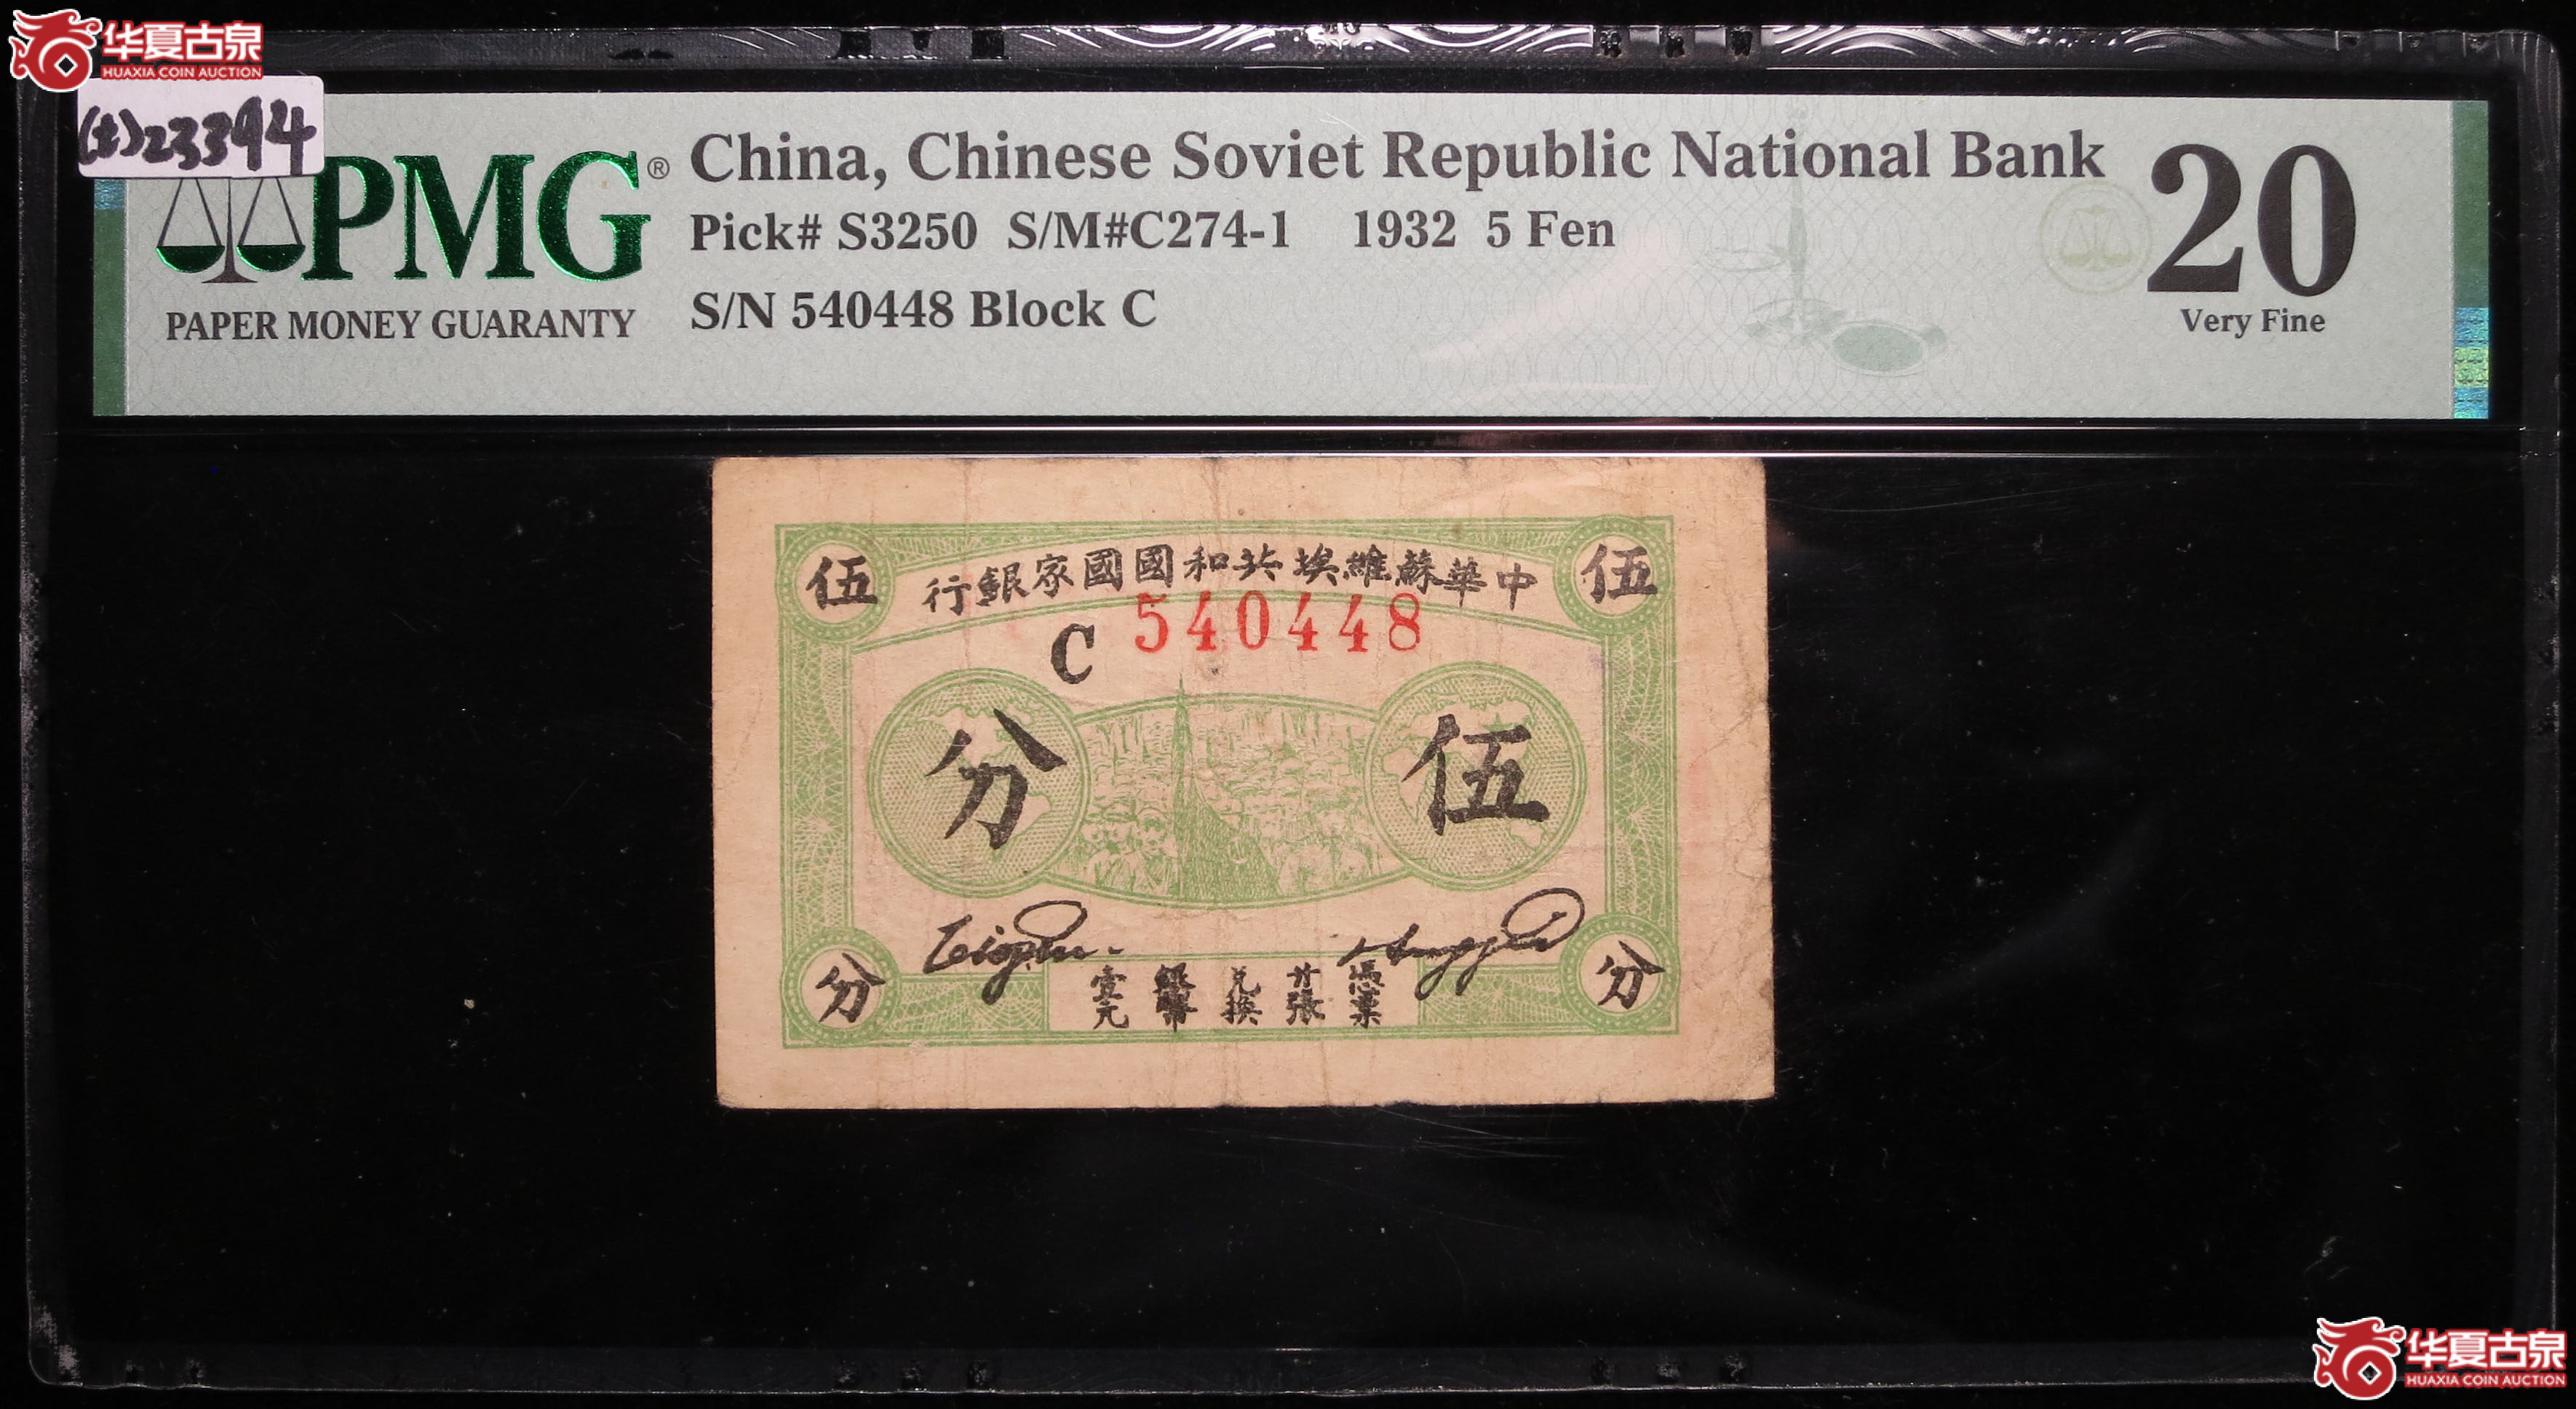 华夏古泉
HUAXIA COIN AUCTION
(t)23394
PMG®
PAPER MONEY GUARANTY
China, Chinese Soviet Republic National Bank
Pick# S3250 S/M#C274-1 1932 5 Fen
S/N 540448 Block C
20
Very Fine
伍
行銀家國國和共埃維蘇華中
伍
C 540448
分
伍
分
憑票
廿張
兌換
銀幣
壹元
分
华夏古泉
HUAXIA COIN AUCTION